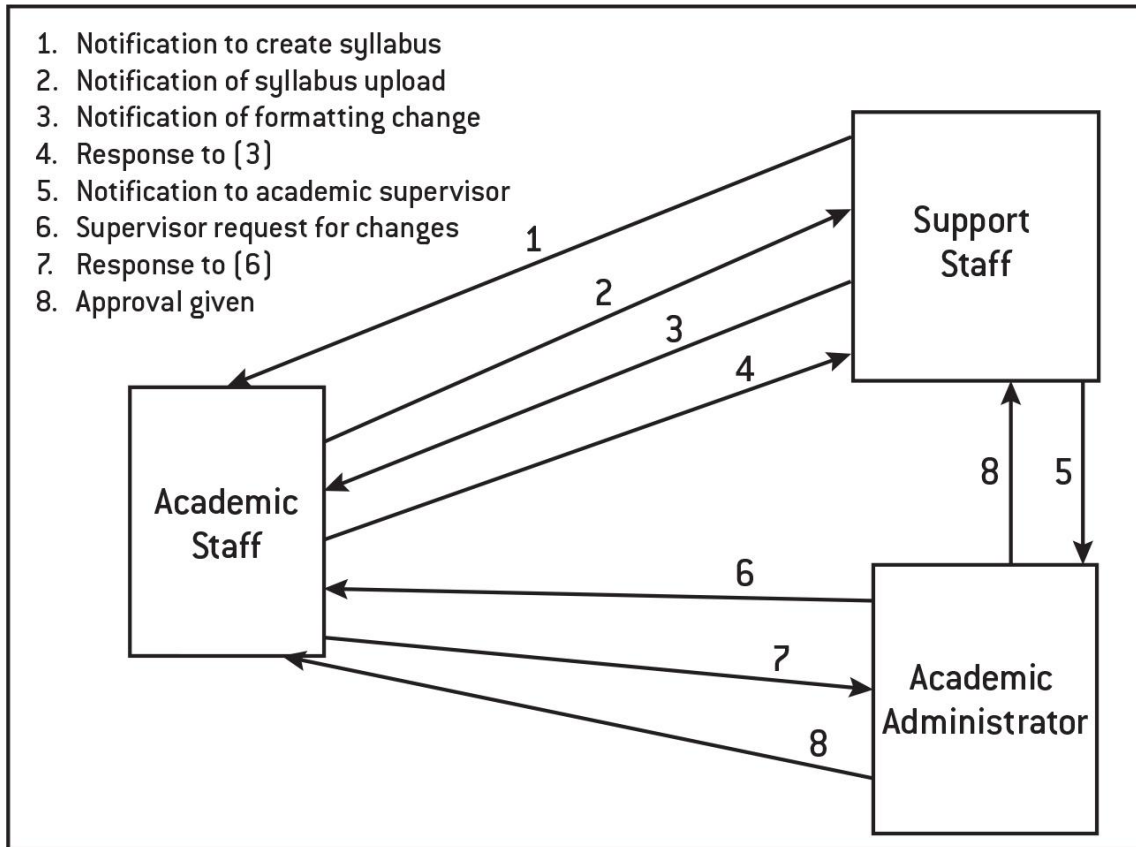 1. Notification to create syllabus
2. Notification of syllabus upload
3. Notification of formatting change
4. Response to (3)
5. Notification to academic supervisor
6. Supervisor request for changes
7. Response to (6)
8. Approval given
Support
Staff
1
2
3
4
Academic
Staff
8
5
6
7
8
Academic
Administrator